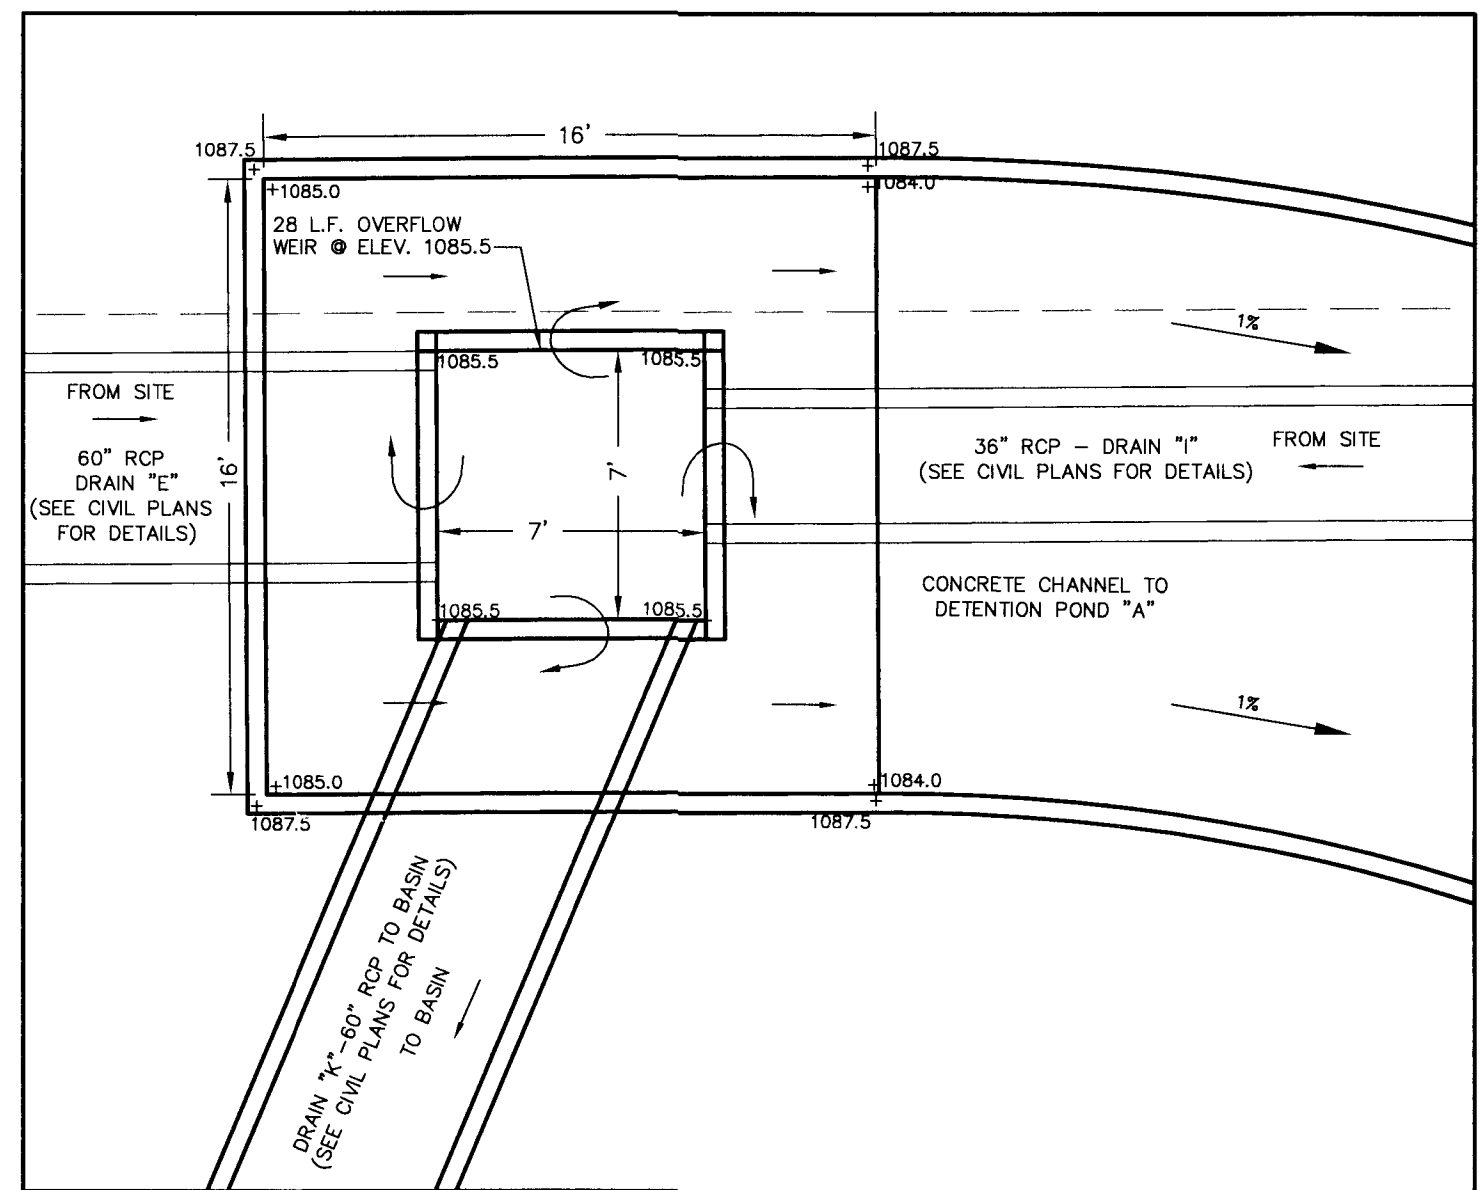 16'
1087.5
1087.5
+1085.0
1084.0
28 L.F. OVERFLOW
WEIR @ ELEV. 1085.5
1%
1085.5
1085.5
FROM SITE
60" RCP
DRAIN "E"
(SEE CIVIL PLANS
FOR DETAILS)
16'
7'
7'
36" RCP - DRAIN "I"
(SEE CIVIL PLANS FOR DETAILS)
FROM SITE
CONCRETE CHANNEL TO
DETENTION POND "A"
1085.5
1085.5
1%
+1085.0
1084.0
1087.5
1087.5
DRAIN "K"-60" RCP TO BASIN
(SEE CIVIL PLANS FOR DETAILS)
TO BASIN